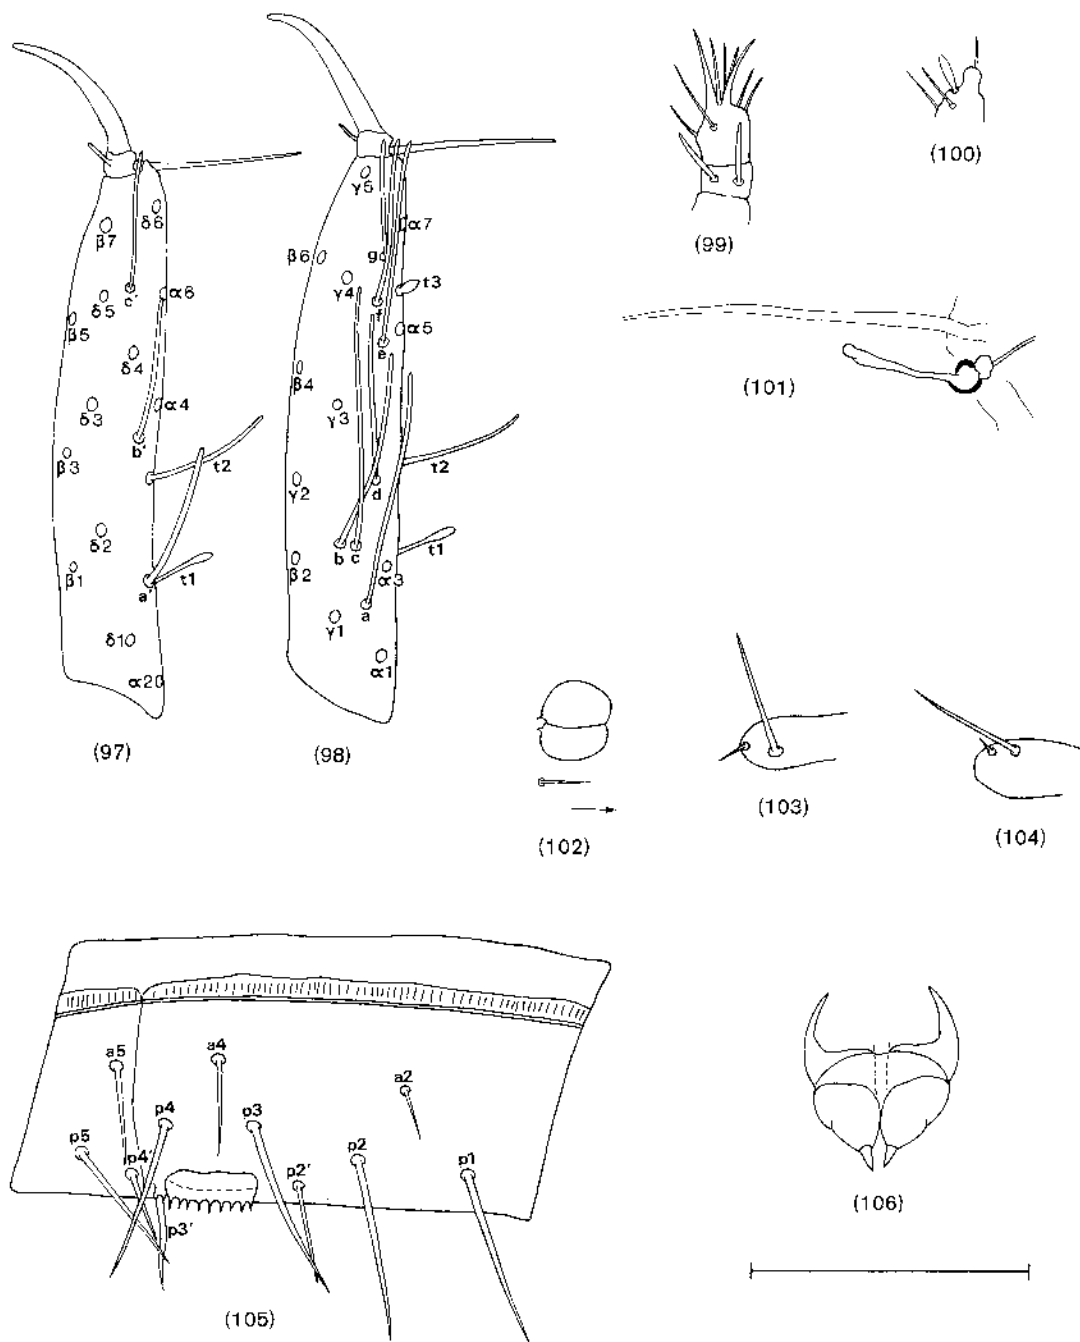 (97)
β7
δ6
c'
δ5
α6
β5
δ4
δ3
α4
b'
β3
t2
δ2
β1
a'
t1
δ1
α2
(98)
γ5
α7
g
β6
γ4
t3
f
α5
e
β4
γ3
t2
γ2
d
b
c
t1
β2
α3
a
γ1
α1
(99)
(100)
(101)
(102)
(103)
(104)
a5
a4
a2
p4
p3
p5
p4'
p2
p2'
p1
p3'
(105)
(106)